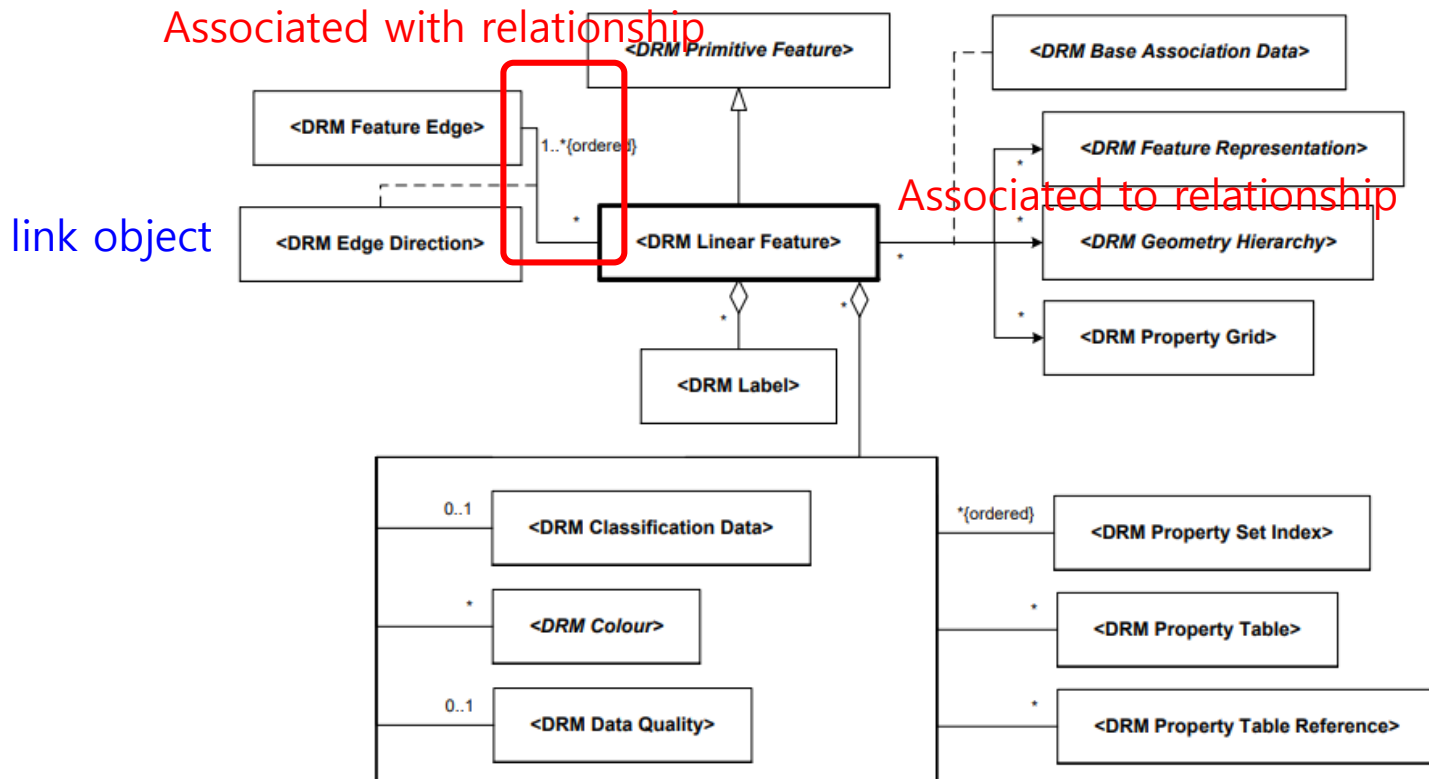 Associated with relationship
<DRM Primitive Feature>
<DRM Base Association Data>
<DRM Feature Edge>
1..*{ordered}
<DRM Feature Representation>
*
Associated to relationship
link object
<DRM Edge Direction>
*
<DRM Linear Feature>
*
*
<DRM Geometry Hierarchy>
*
*
*
<DRM Property Grid>
<DRM Label>
0..1
<DRM Classification Data>
*{ordered}
<DRM Property Set Index>
*
<DRM Colour>
*
<DRM Property Table>
0..1
<DRM Data Quality>
*
<DRM Property Table Reference>